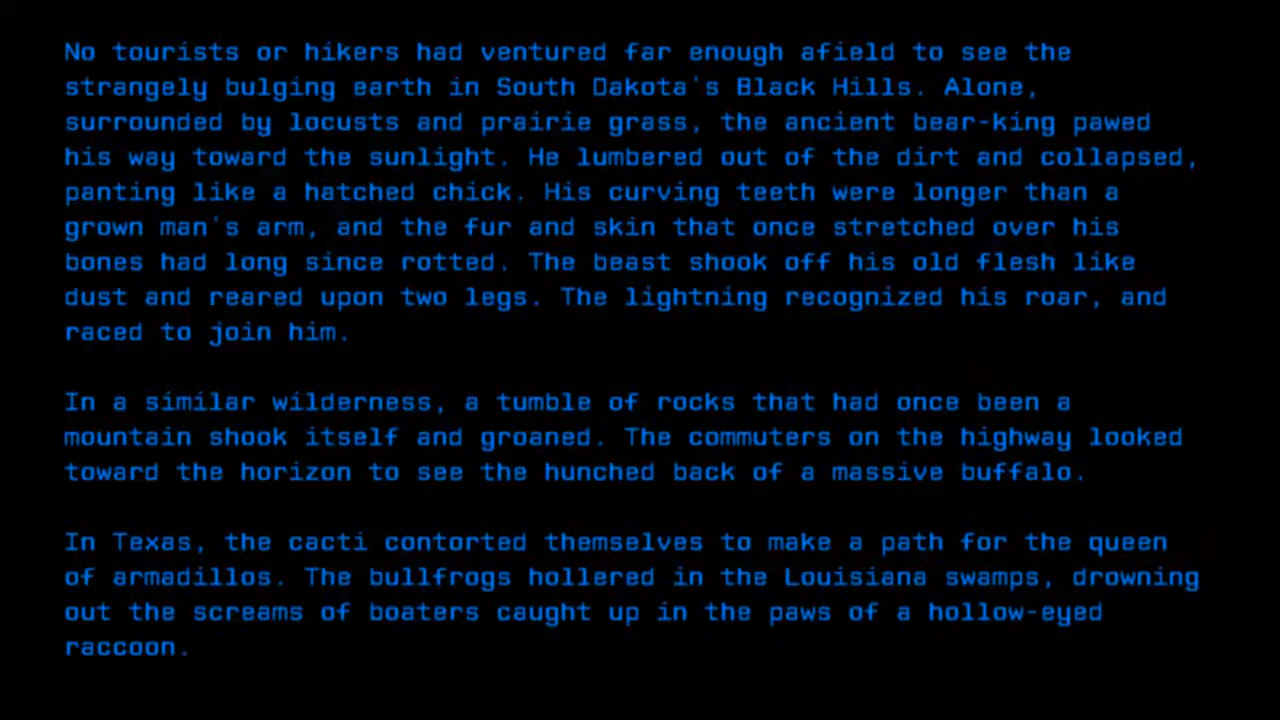 No tourists or hikers had ventured far enough afield to see the
strangely bulging earth in South Dakota's Black Hills. Alone,
surrounded by locusts and prairie grass, the ancient bear-king pawed
his way toward the sunlight. He lumbered out of the dirt and collapsed,
panting like a hatched chick. His curving teeth were longer than a
grown man's arm, and the fur and skin that once stretched over his
bones had long since rotted. The beast shook off his old flesh like
dust and reared upon two legs. The lightning recognized his roar, and
raced to join him.
In a similar wilderness, a tumble of rocks that had once been a
mountain shook itself and groaned. The commuters on the highway looked
toward the horizon to see the hunched back of a massive buffalo.
In Texas, the cacti contorted themselves to make a path for the queen
of armadillos. The bullfrogs hollered in the Louisiana swamps, drowning
out the screams of boaters caught up in the paws of a hollow-eyed
raccoon.